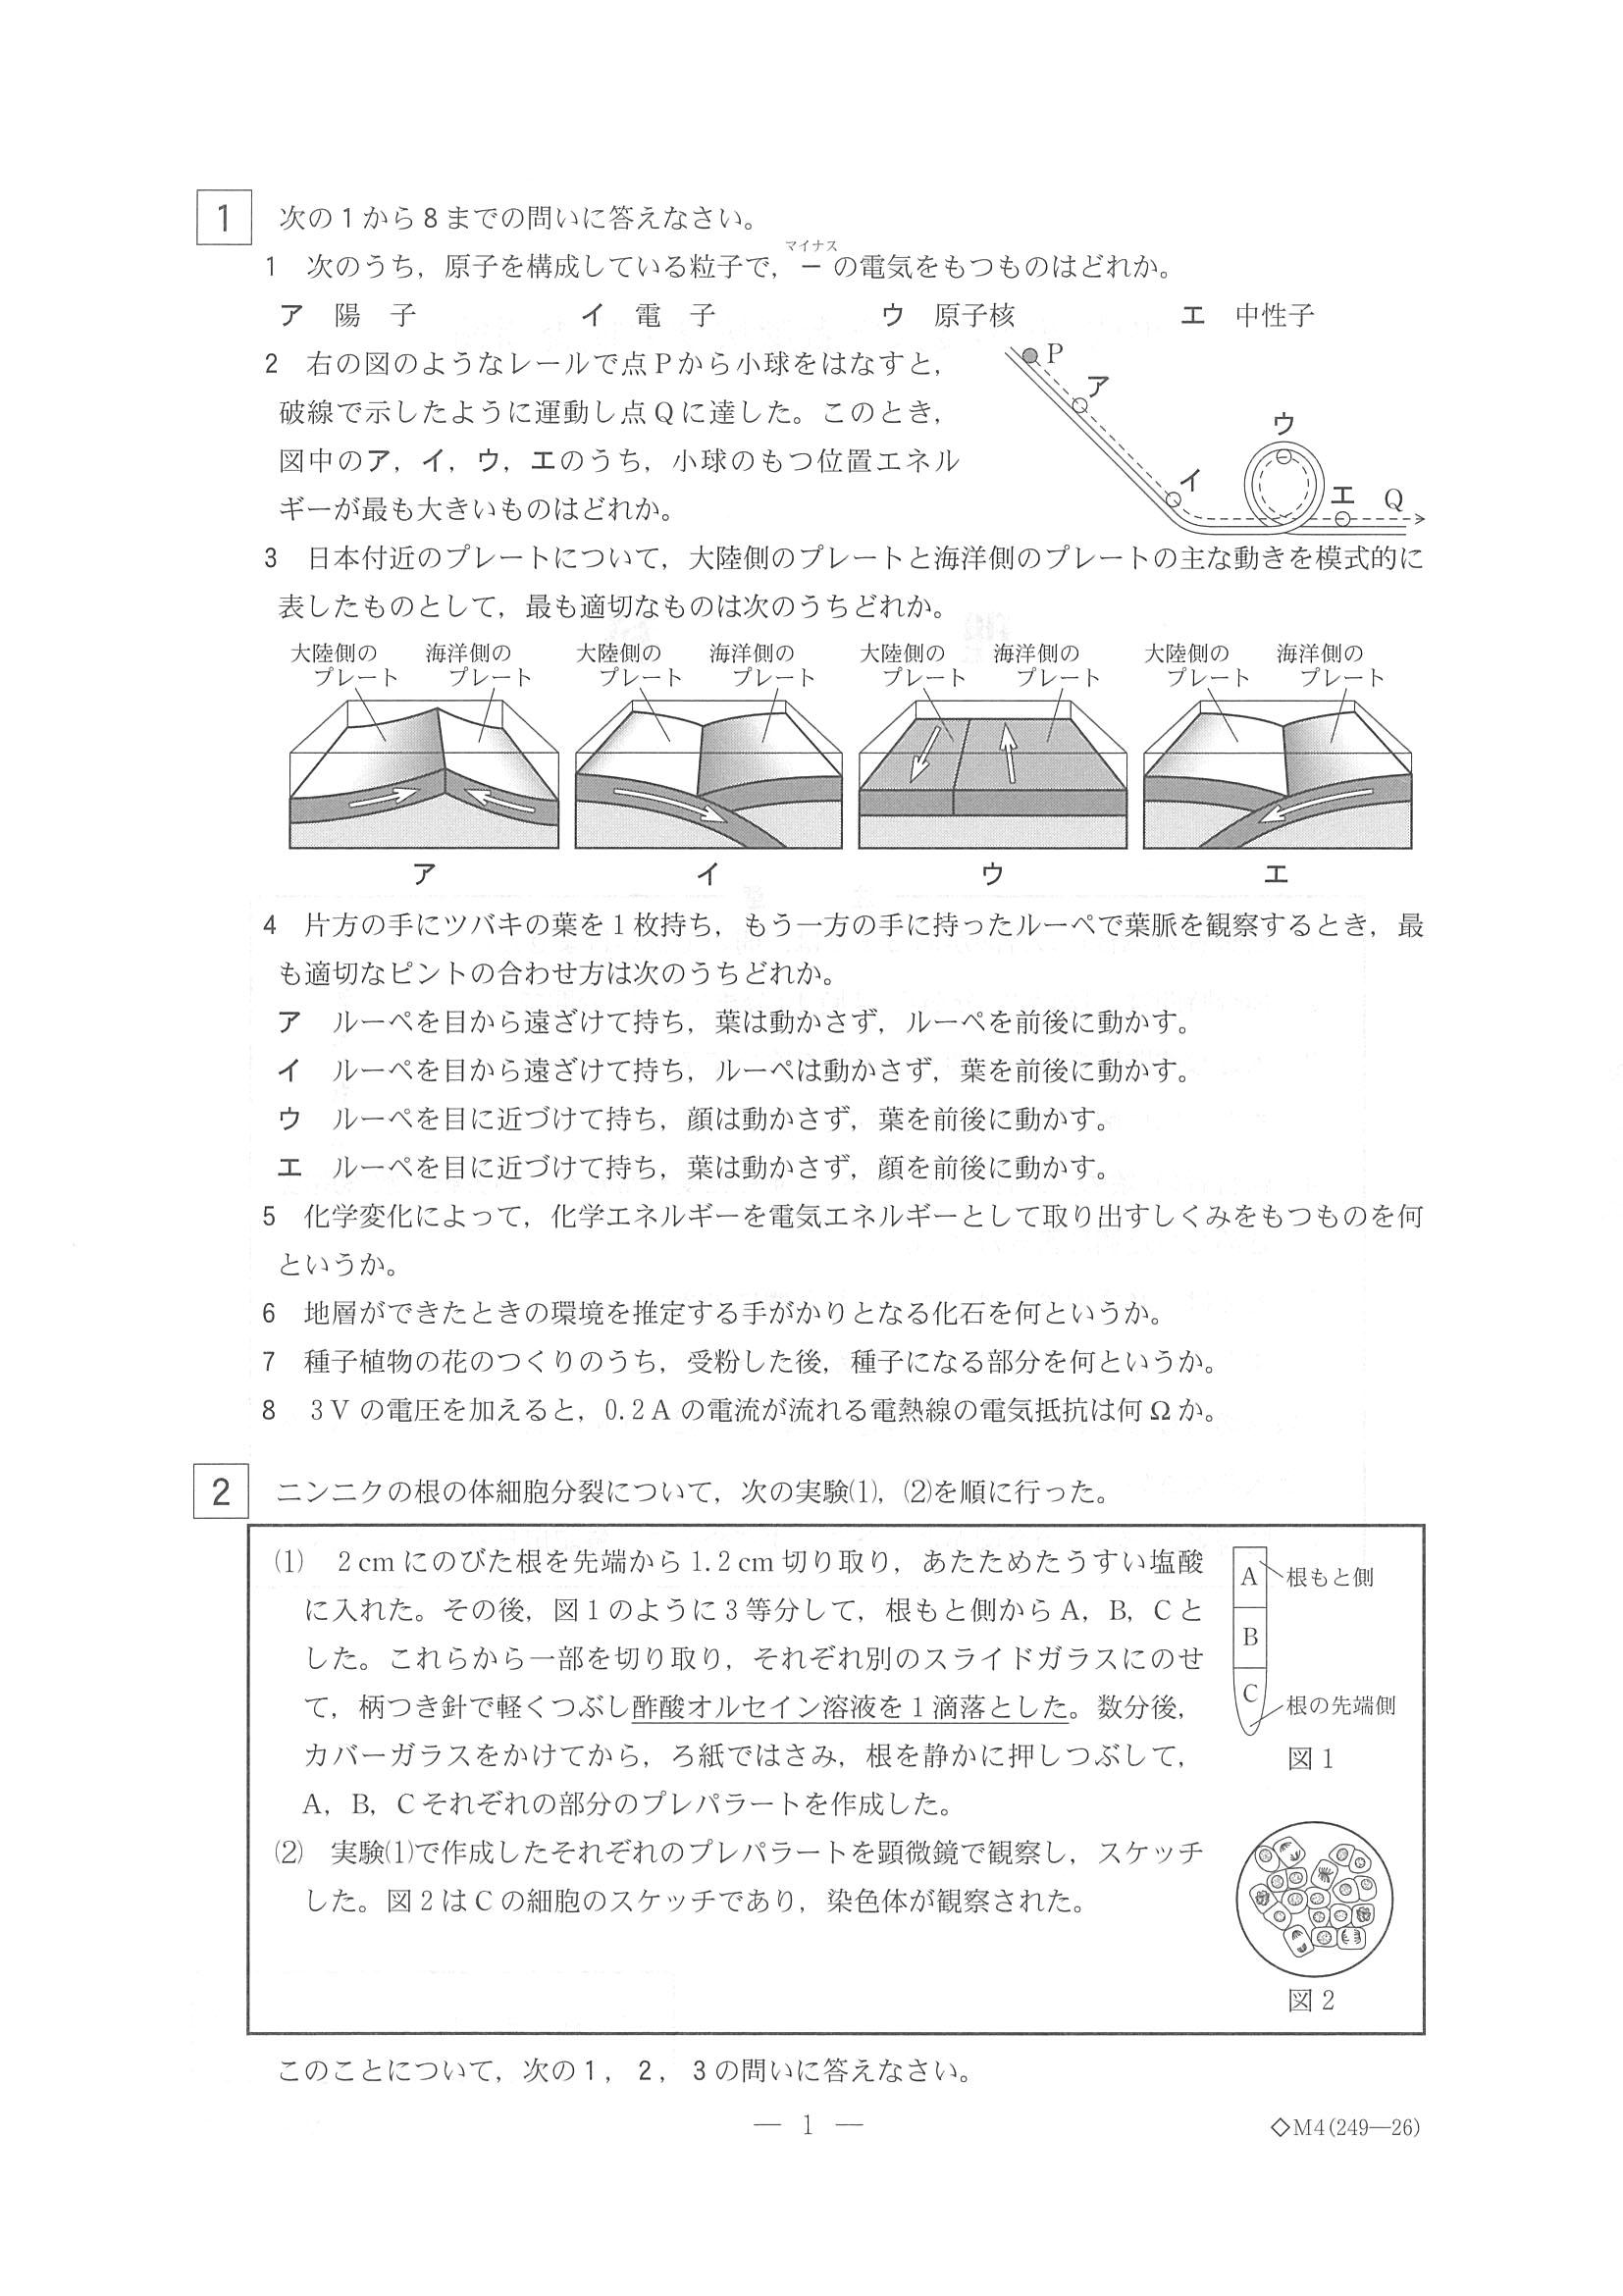 1 次の1から8までの問いに答えなさい。
マイナス
1 次のうち，原子を構成している粒子で，－の電気をもつものはどれか。
ア 陽 子 イ 電 子 ウ 原子核 エ 中性子
2 右の図のようなレールで点Pから小球をはなすと，
破線で示したように運動し点Qに達した。このとき，
図中のア，イ，ウ，エのうち，小球のもつ位置エネル
ギーが最も大きいものはどれか。
P
ア
ウ
イ
エ Q
3 日本付近のプレートについて，大陸側のプレートと海洋側のプレートの主な動きを模式的に
表したものとして，最も適切なものは次のうちどれか。
大陸側の 海洋側の 大陸側の 海洋側の 大陸側の 海洋側の 大陸側の 海洋側の
プレート プレート プレート プレート プレート プレート プレート プレート
ア イ ウ エ
4 片方の手にツバキの葉を1枚持ち，もう一方の手に持ったルーペで葉脈を観察するとき，最
も適切なピントの合わせ方は次のうちどれか。
ア ルーペを目から遠ざけて持ち，葉は動かさず，ルーペを前後に動かす。
イ ルーペを目から遠ざけて持ち，ルーペは動かさず，葉を前後に動かす。
ウ ルーペを目に近づけて持ち，顔は動かさず，葉を前後に動かす。
エ ルーペを目に近づけて持ち，葉は動かさず，顔を前後に動かす。
5 化学変化によって，化学エネルギーを電気エネルギーとして取り出すしくみをもつものを何
というか。
6 地層ができたときの環境を推定する手がかりとなる化石を何というか。
7 種子植物の花のつくりのうち，受粉した後，種子になる部分を何というか。
8 3Vの電圧を加えると，0.2Aの電流が流れる電熱線の電気抵抗は何Ωか。
2 ニンニクの根の体細胞分裂について，次の実験(1)，(2)を順に行った。
(1) 2cmにのびた根を先端から1.2cm切り取り，あたためたうすい塩酸
に入れた。その後，図1のように3等分して，根もと側からA，B，Cと
した。これらから一部を切り取り，それぞれ別のスライドガラスにのせ
て，柄つき針で軽くつぶし酢酸オルセイン溶液を1滴落とした。数分後，
カバーガラスをかけてから，ろ紙ではさみ，根を静かに押しつぶして，
A，B，Cそれぞれの部分のプレパラートを作成した。
A 根もと側
B
C 根の先端側
図1
(2) 実験(1)で作成したそれぞれのプレパラートを顕微鏡で観察し，スケッチ
した。図2はCの細胞のスケッチであり，染色体が観察された。
図2
このことについて，次の1，2，3の問いに答えなさい。
— 1 —
◇M4(249—26)